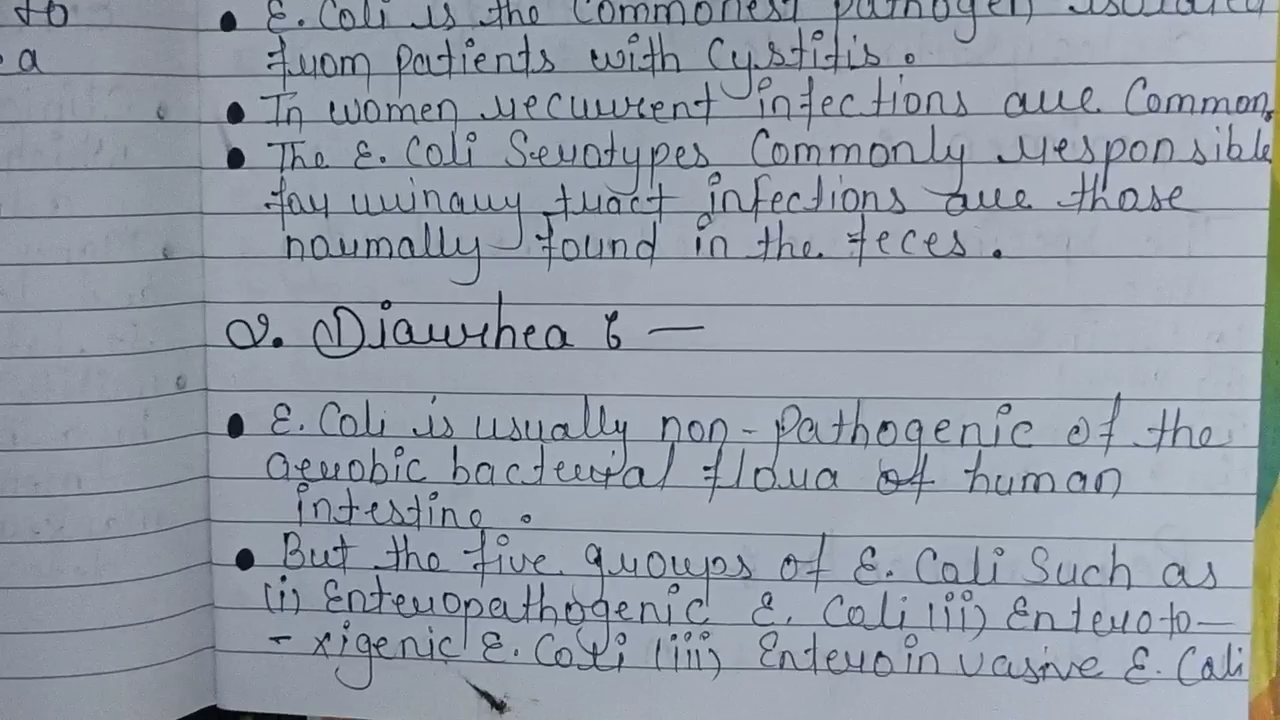 to
a
• E. Coli is the Commonest pathogen isolated
from patients with Cystitis.
• In women recurrent infections are Common.
• The E. Coli Serotypes Commonly responsible
for urinary tract infections are those
normally found in the feces.
2. Diarrhea :-
• E. Coli is usually non-pathogenic of the
aerobic bacterial flora of human
intestine.
• But the five groups of E. Coli Such as
(i) Enteropathogenic E. Coli (ii) Enteroto-
- xigenic E. Coli (iii) Enteroinvasive E. Coli